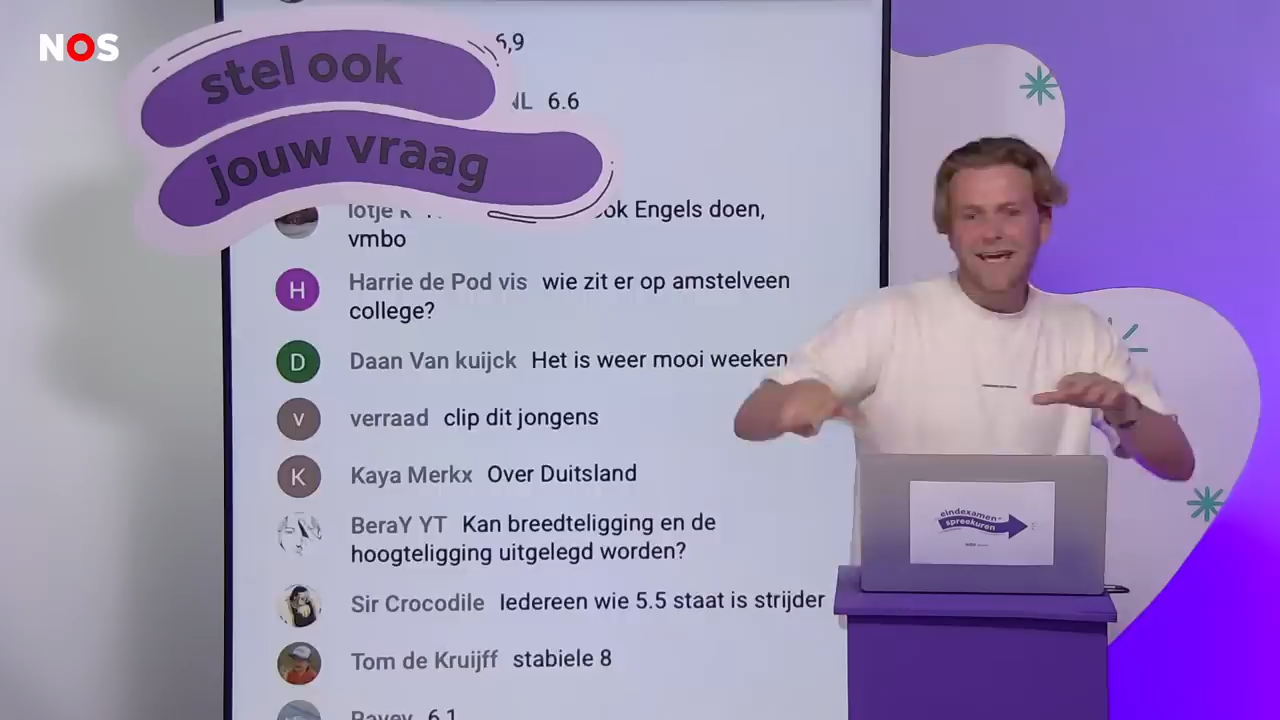 NOS
stel ook
jouw vraag
6,9
NL 6.6
lotje k
ook Engels doen,
vmbo
H Harrie de Pod vis wie zit er op amstelveen
college?
D Daan Van kuijck Het is weer mooi weeken
v verraad clip dit jongens
K Kaya Merkx Over Duitsland
BeraY YT Kan breedteligging en de
hoogteligging uitgelegd worden?
Sir Crocodile Iedereen wie 5.5 staat is strijder
Tom de Kruijff stabiele 8
6.1
eindexamen-
spreekuren